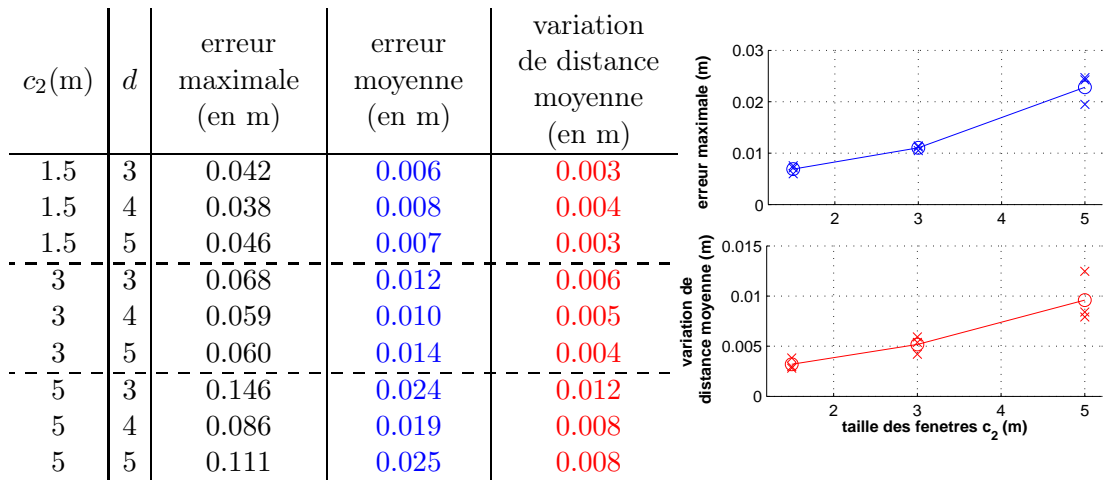 c2(m) d erreur maximale (en m) erreur moyenne (en m) variation de distance moyenne (en m)
1.5 3 0.042 0.006 0.003
1.5 4 0.038 0.008 0.004
1.5 5 0.046 0.007 0.003
3 3 0.068 0.012 0.006
3 4 0.059 0.010 0.005
3 5 0.060 0.014 0.004
5 3 0.146 0.024 0.012
5 4 0.086 0.019 0.008
5 5 0.111 0.025 0.008
erreur maximale (m)
0.03
0.02
0.01
0
2 3 4 5
variation de
distance moyenne (m)
0.015
0.01
0.005
0
2 3 4 5
taille des fenetres c2 (m)